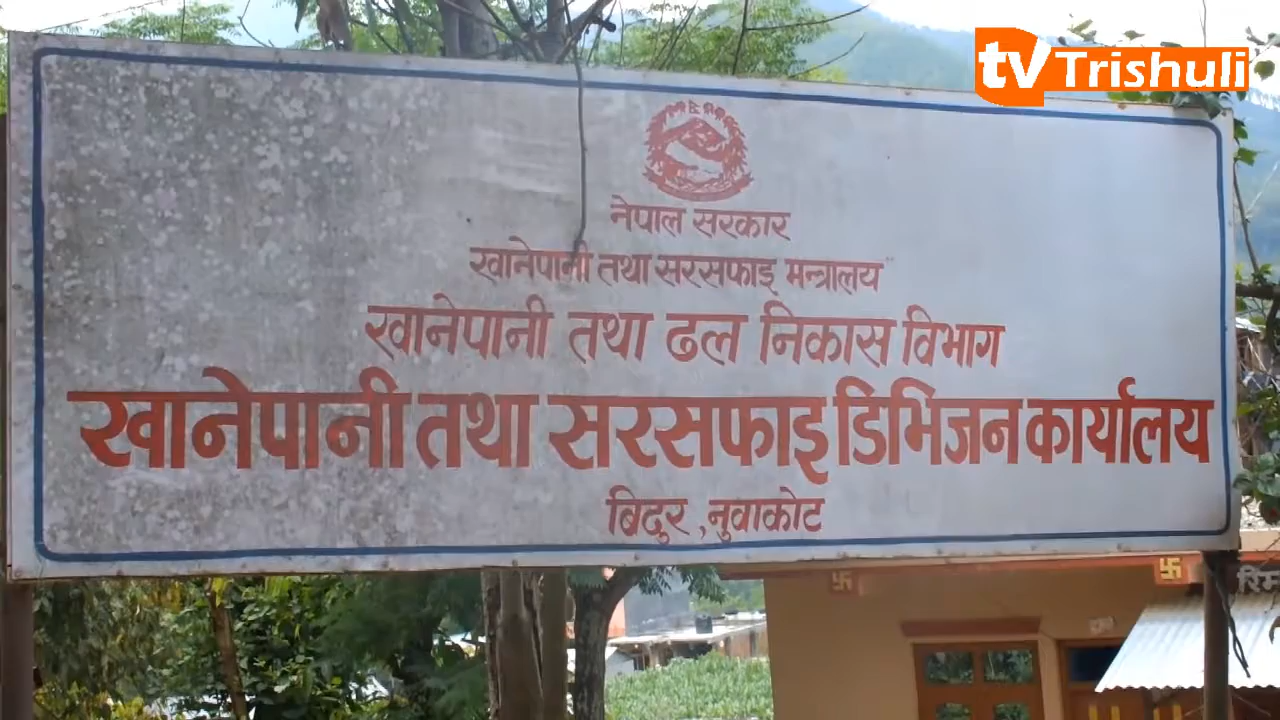 tv Trishuli
नेपाल सरकार
खानेपानी तथा सरसफाइ मन्त्रालय
खानेपानी तथा ढल निकास विभाग
खानेपानी तथा सरसफाइ डिभिजन कार्यालय
बिदुर, नुवाकोट